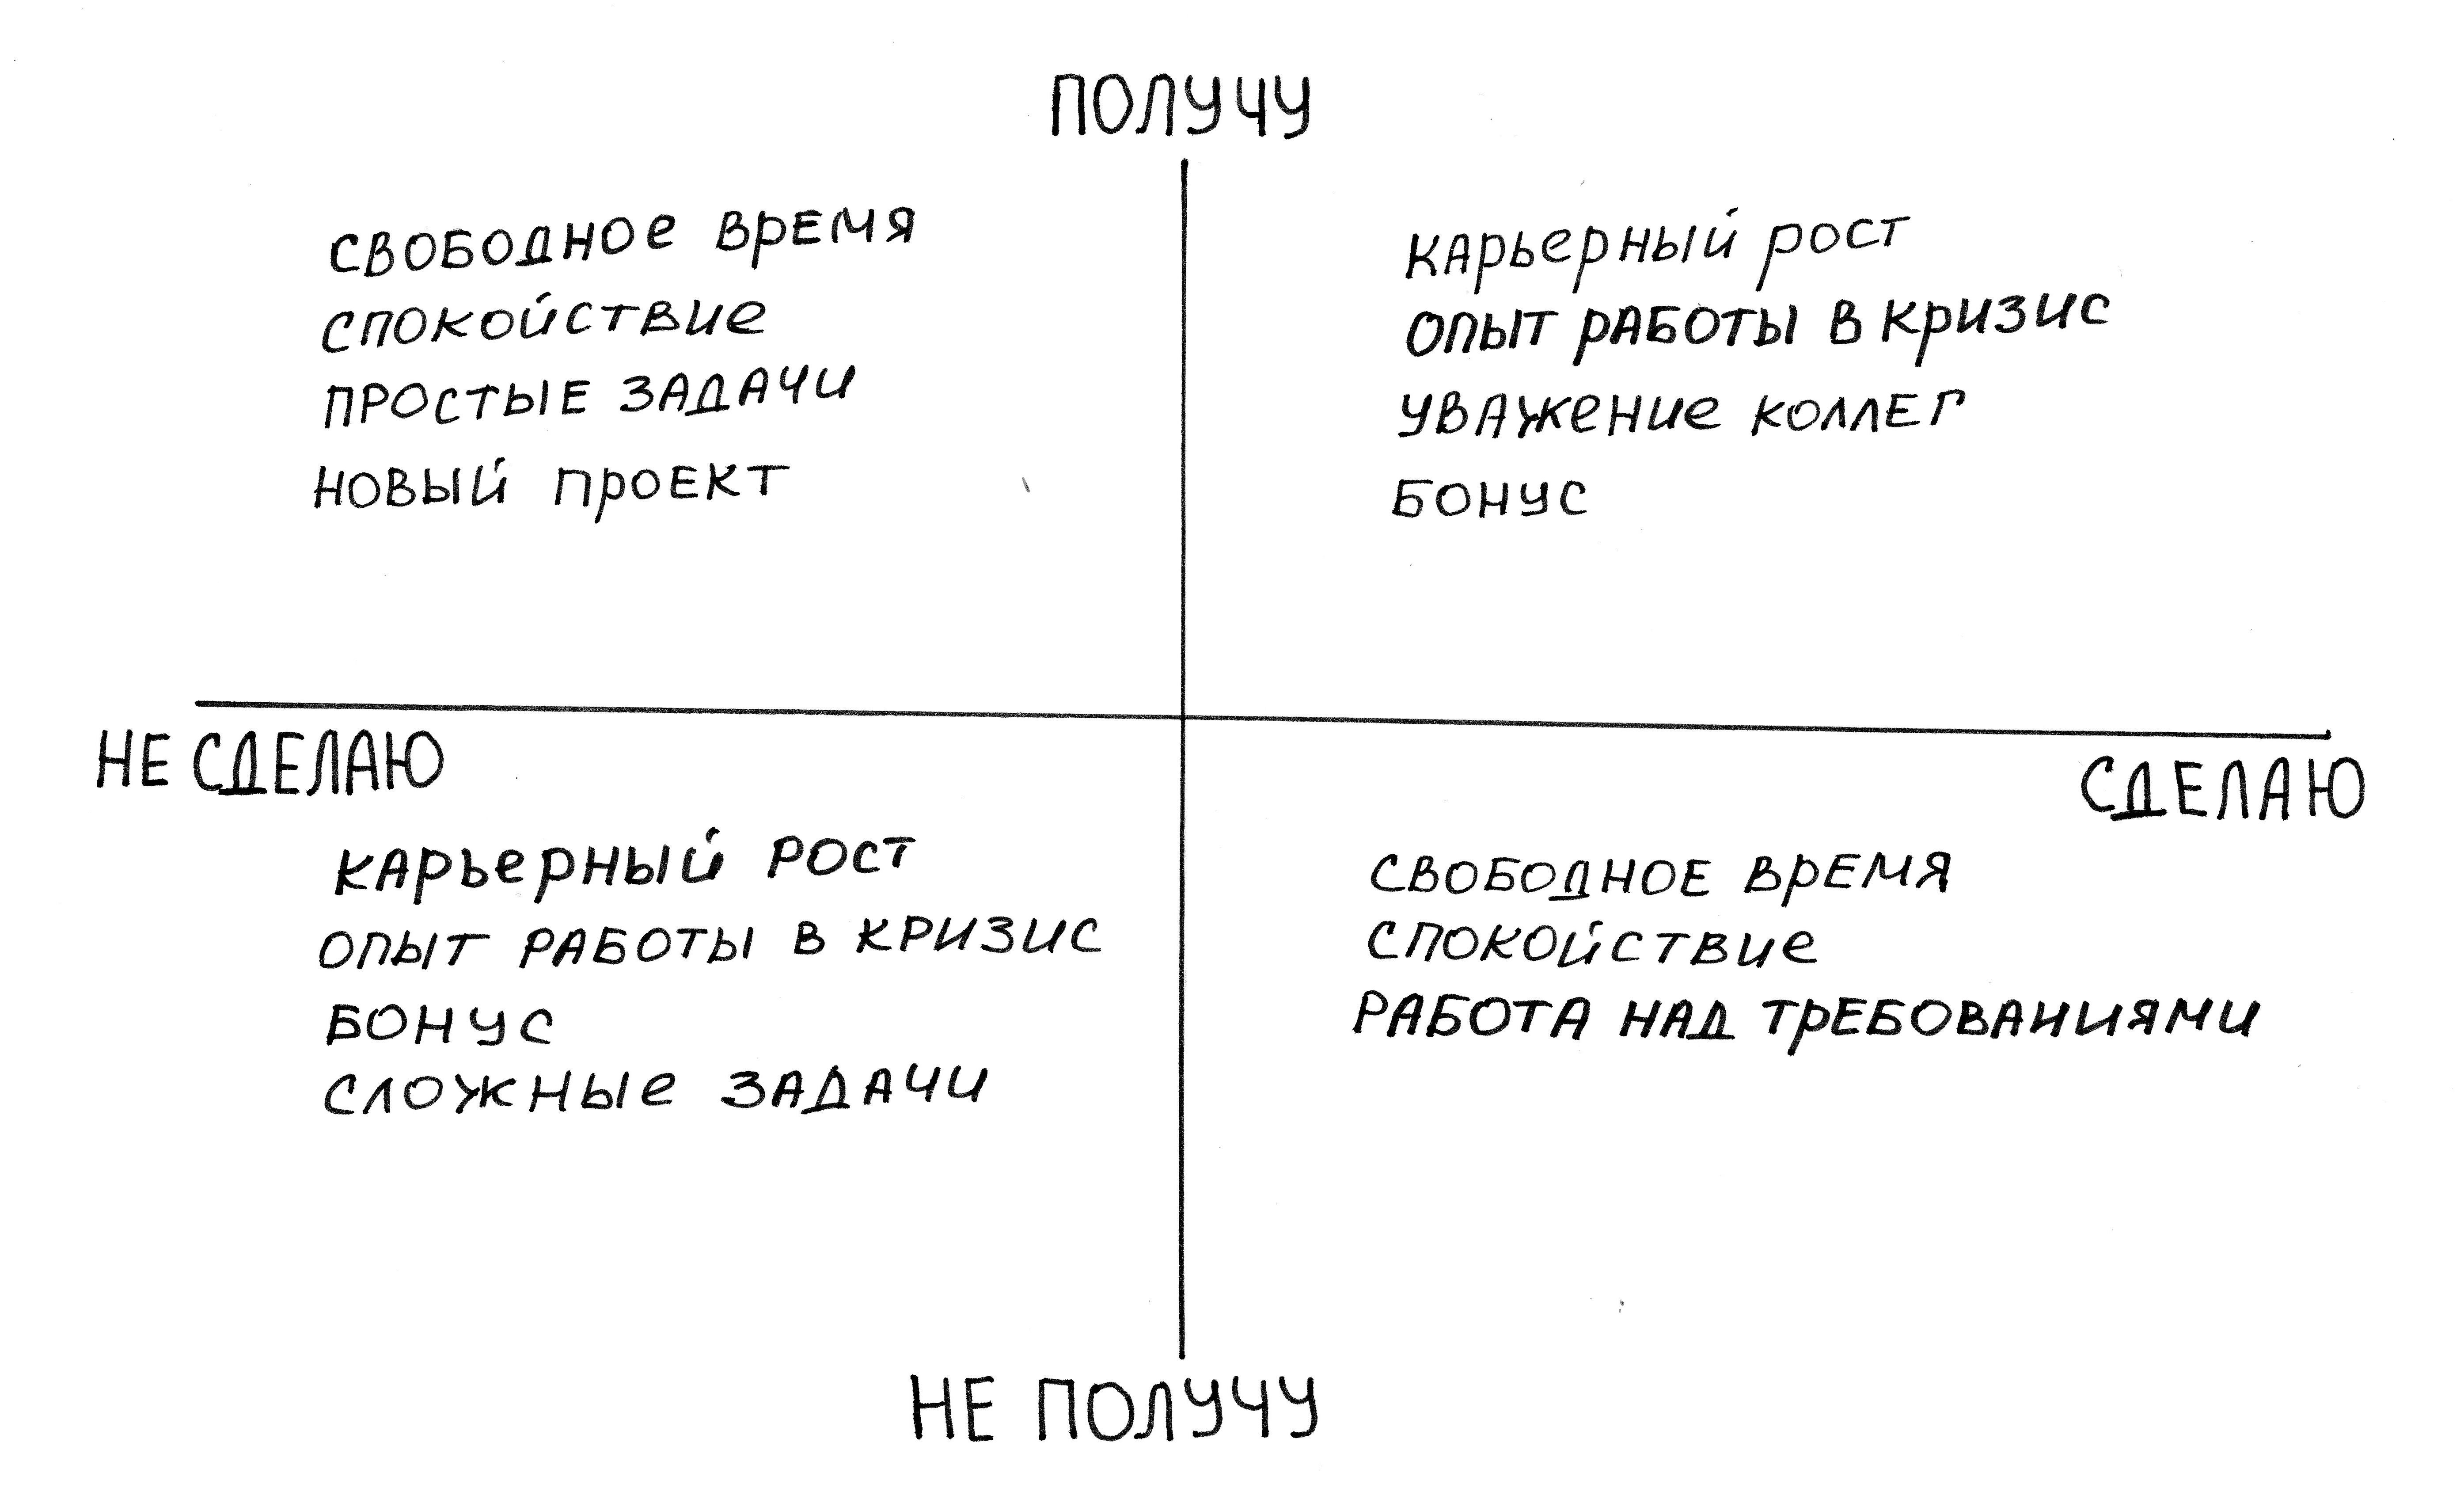 ПОЛУЧУ
СВОБОДНОЕ ВРЕМЯ
СПОКОЙСТВИЕ
ПРОСТЫЕ ЗАДАЧИ
НОВЫЙ ПРОЕКТ
КАРЬЕРНЫЙ РОСТ
ОПЫТ РАБОТЫ В КРИЗИС
УВАЖЕНИЕ КОЛЛЕГ
БОНУС
НЕ СДЕЛАЮ
СДЕЛАЮ
КАРЬЕРНЫЙ РОСТ
ОПЫТ РАБОТЫ В КРИЗИС
БОНУС
СЛОЖНЫЕ ЗАДАЧИ
СВОБОДНОЕ ВРЕМЯ
СПОКОЙСТВИЕ
РАБОТА НАД ТРЕБОВАНИЯМИ
НЕ ПОЛУЧУ